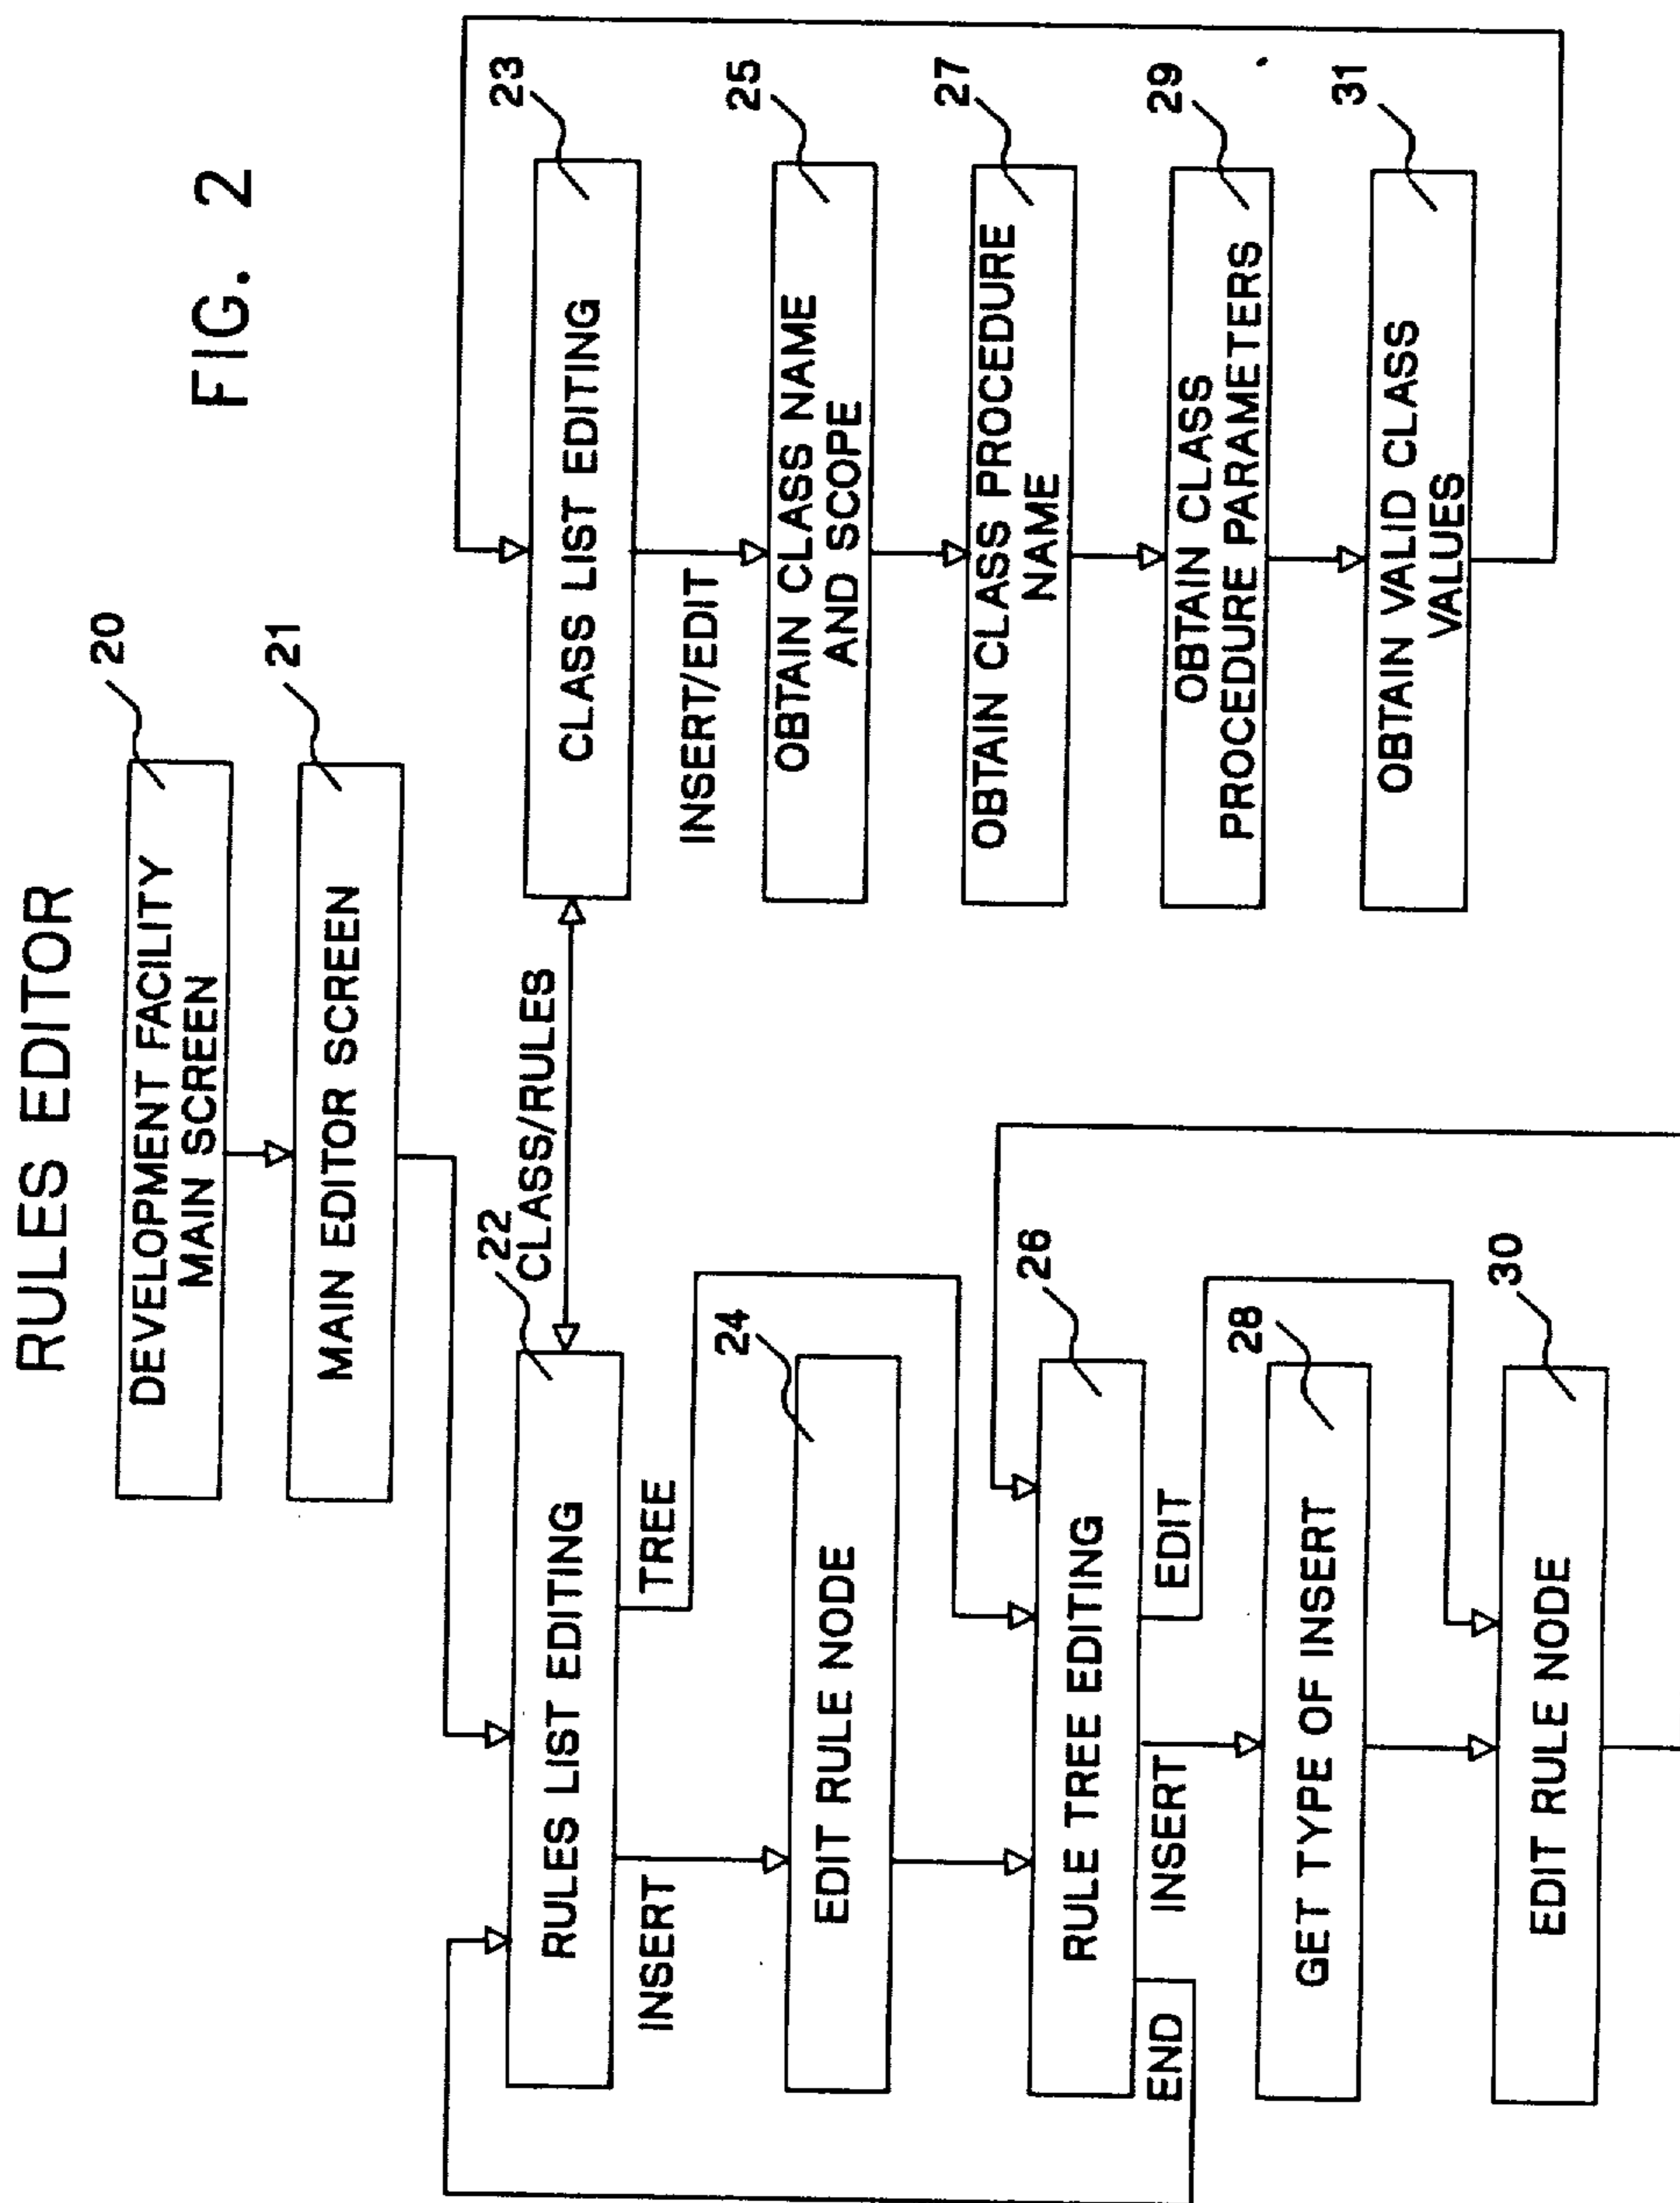 RULES EDITOR
FIG. 2
20
DEVELOPMENT FACILITY
MAIN SCREEN
21
MAIN EDITOR SCREEN
22
CLASS/RULES
23
RULES LIST EDITING
CLASS LIST EDITING
INSERT
TREE
INSERT/EDIT
24
EDIT RULE NODE
25
OBTAIN CLASS NAME
AND SCOPE
26
RULE TREE EDITING
27
OBTAIN CLASS PROCEDURE
NAME
END
INSERT
EDIT
28
GET TYPE OF INSERT
29
OBTAIN CLASS
PROCEDURE PARAMETERS
30
EDIT RULE NODE
31
OBTAIN VALID CLASS
VALUES